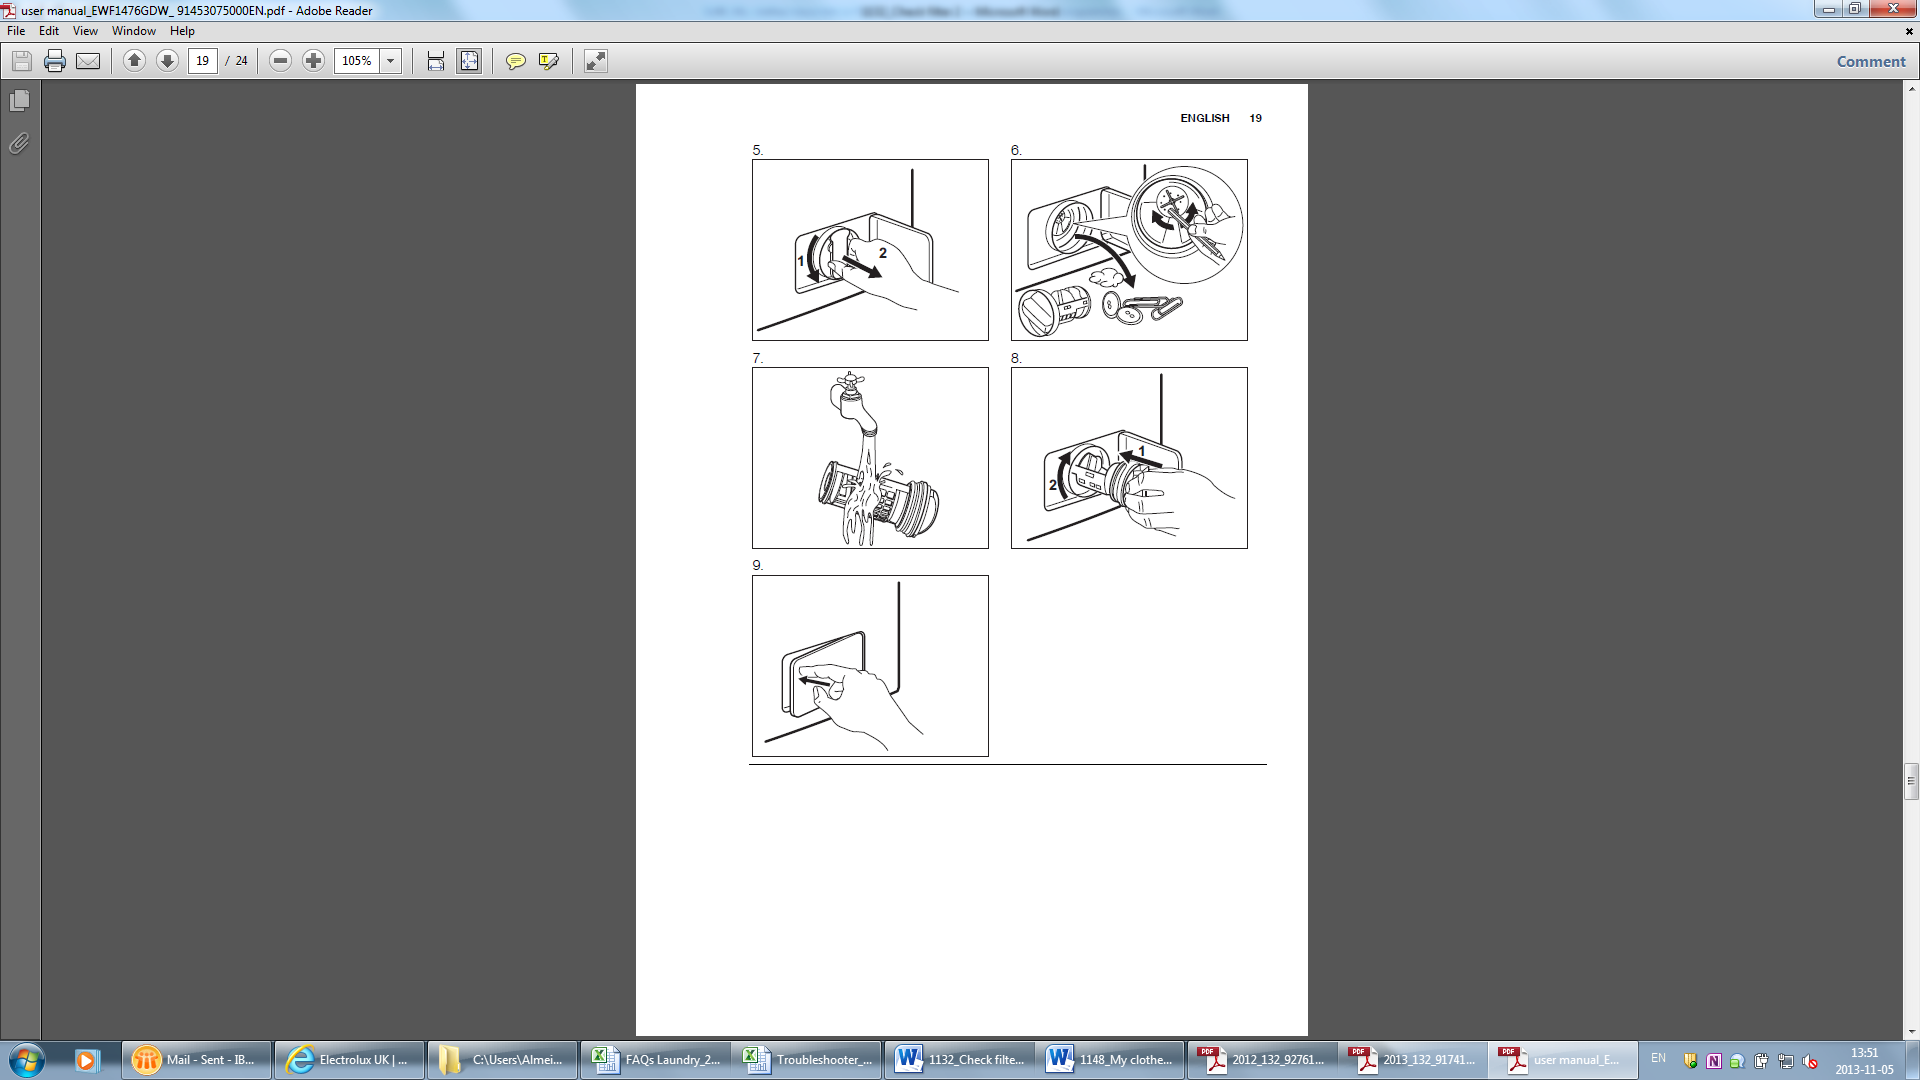 user manual_EWF1476GDW_ 91453075000EN.pdf - Adobe Reader
File Edit View Window Help
19 / 24 105% Comment
ENGLISH 19
5.
1 2
6.
7.
8.
1
2
9.
Mail - Sent - IB... Electrolux UK | ... C:\Users\Almei... FAQs Laundry_2... Troubleshooter_... 1132_Check filte... 1148_My clothe... 2012_132_92761... 2013_132_91741... user manual_E... EN 13:51
2013-11-05